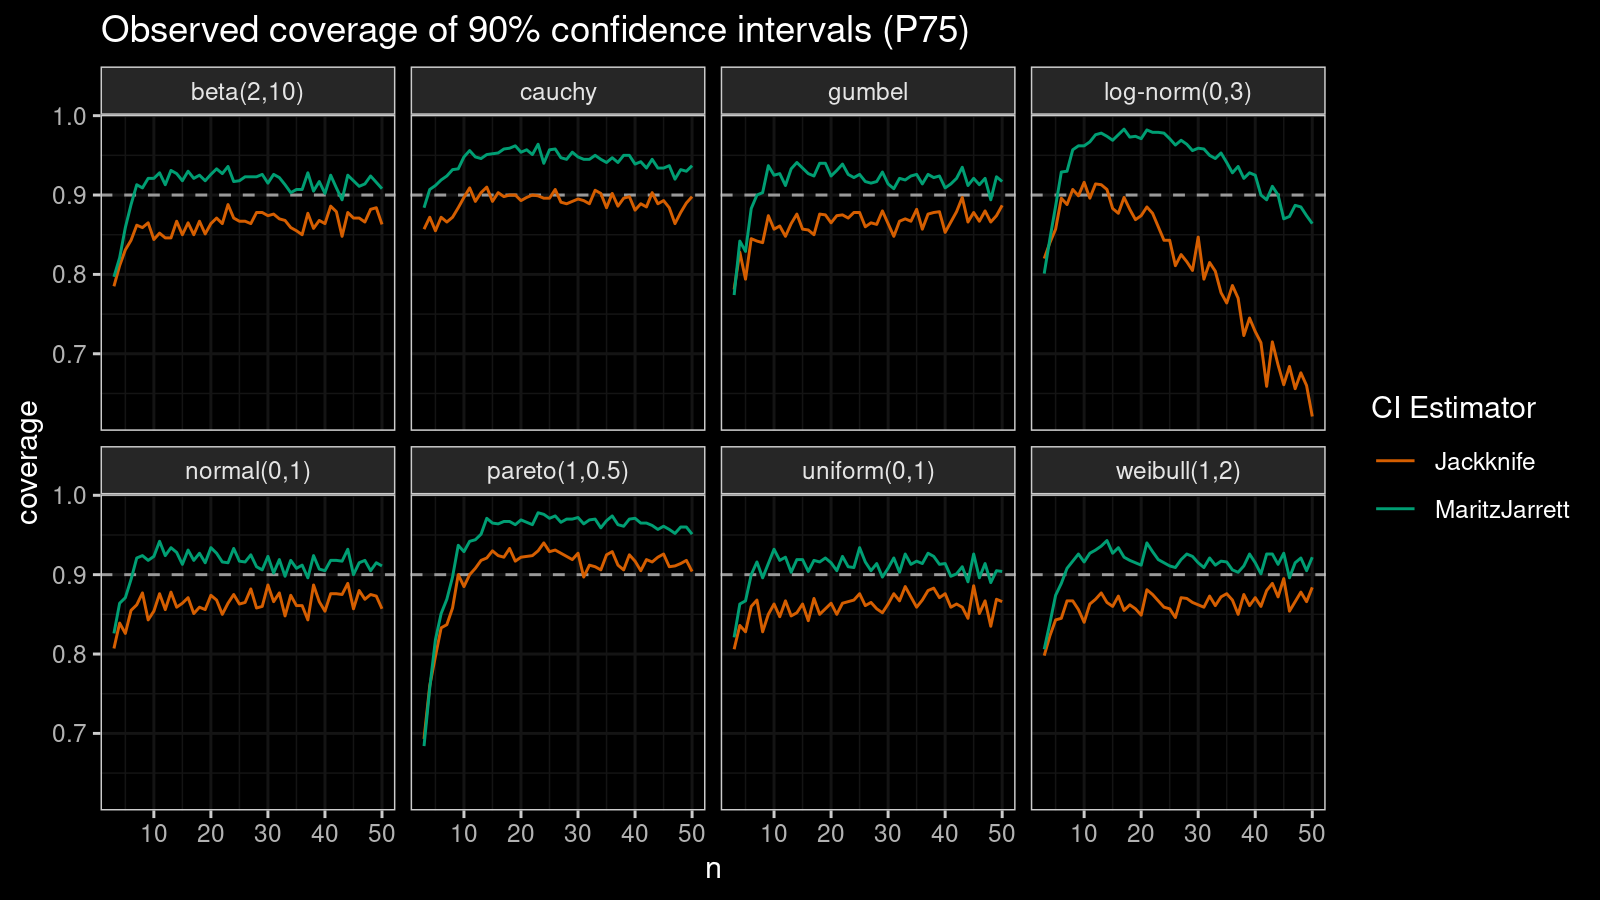 Observed coverage of 90% confidence intervals (P75)
beta(2,10) cauchy gumbel log-norm(0,3)
1.0
0.9
0.8
0.7
coverage
normal(0,1) pareto(1,0.5) uniform(0,1) weibull(1,2)
1.0
0.9
0.8
0.7
10 20 30 40 50 10 20 30 40 50 10 20 30 40 50 10 20 30 40 50
n
CI Estimator
Jackknife
MaritzJarrett